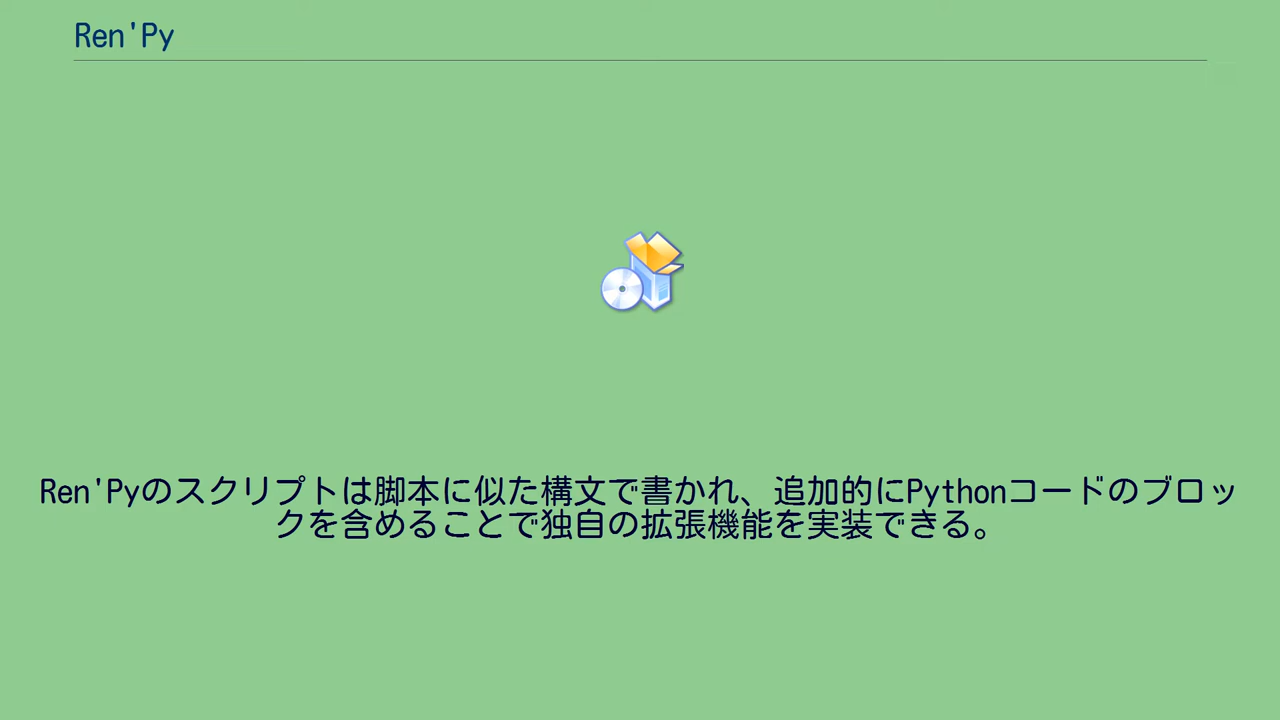 Ren'Py
Ren'Pyのスクリプトは脚本に似た構文で書かれ、追加的にPythonコードのブロッ
クを含めることで独自の拡張機能を実装できる。